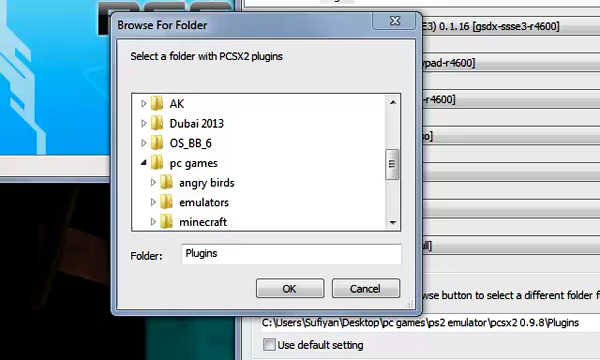 Browse For Folder
Select a folder with PCSX2 plugins
AK
Dubai 2013
OS_BB_6
pc games
angry birds
emulators
minecraft
Folder: Plugins
OK Cancel
E3) 0.1.16 [gsdx-ssse3-r4600]
ypad-r4600]
-r4600]
so]
ull]
wse button to select a different folder f
C:\Users\Sufiyan\Desktop\pc games\ps2 emulator\pcsx2 0.9.8\Plugins
Use default setting